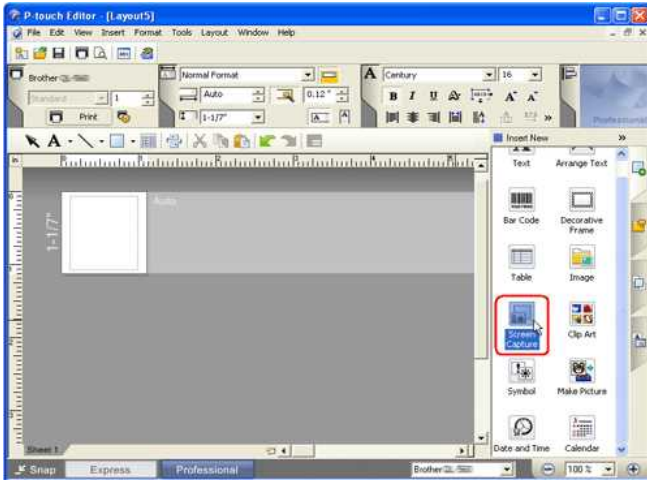 P-touch Editor - [Layout5]
File Edit View Insert Format Tools Layout Window Help
Brother
Standard 1
Print
Normal Format
Auto 0.12"
1-1/7"
A Century 16
B I U
Professional
A
Insert New
Text Arrange Text
Bar Code Decorative Frame
Table Image
Screen Capture Clip Art
Symbol Make Picture
Date and Time Calendar
in
1-1/7"
Auto
Sheet 1
Snap Express Professional
Brother
100 %